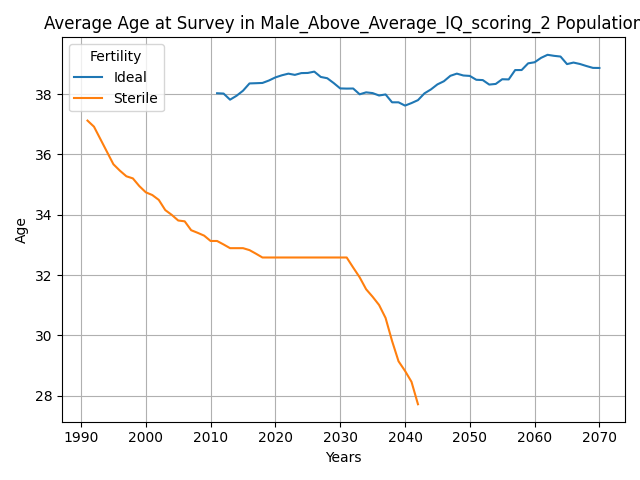 Average Age at Survey in Male_Above_Average_IQ_scoring_2 Population
Fertility
Ideal
Sterile
38
36
34
32
30
28
Age
1990 2000 2010 2020 2030 2040 2050 2060 2070
Years